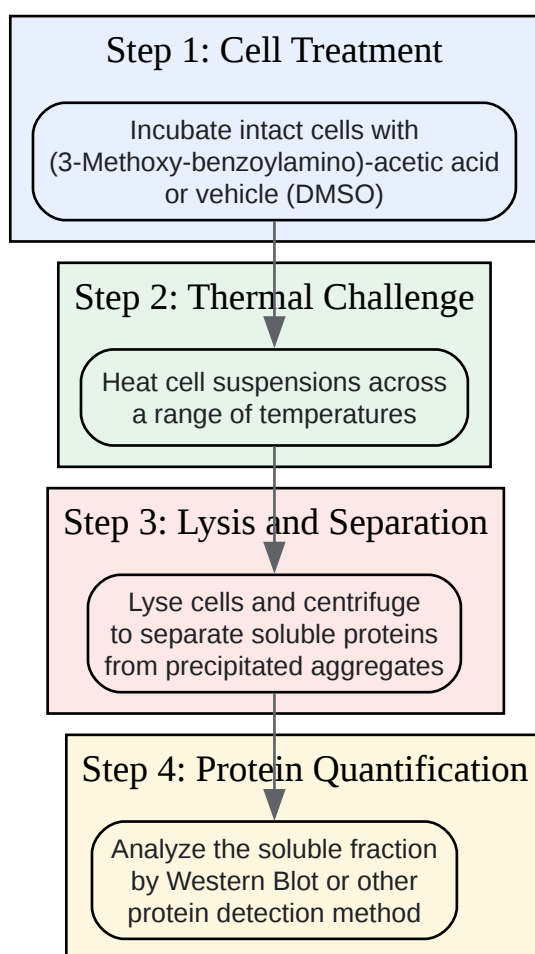 Step 1: Cell Treatment
Incubate intact cells with
(3-Methoxy-benzoylamino)-acetic acid
or vehicle (DMSO)
Step 2: Thermal Challenge
Heat cell suspensions across
a range of temperatures
Step 3: Lysis and Separation
Lyse cells and centrifuge
to separate soluble proteins
from precipitated aggregates
Step 4: Protein Quantification
Analyze the soluble fraction
by Western Blot or other
protein detection method